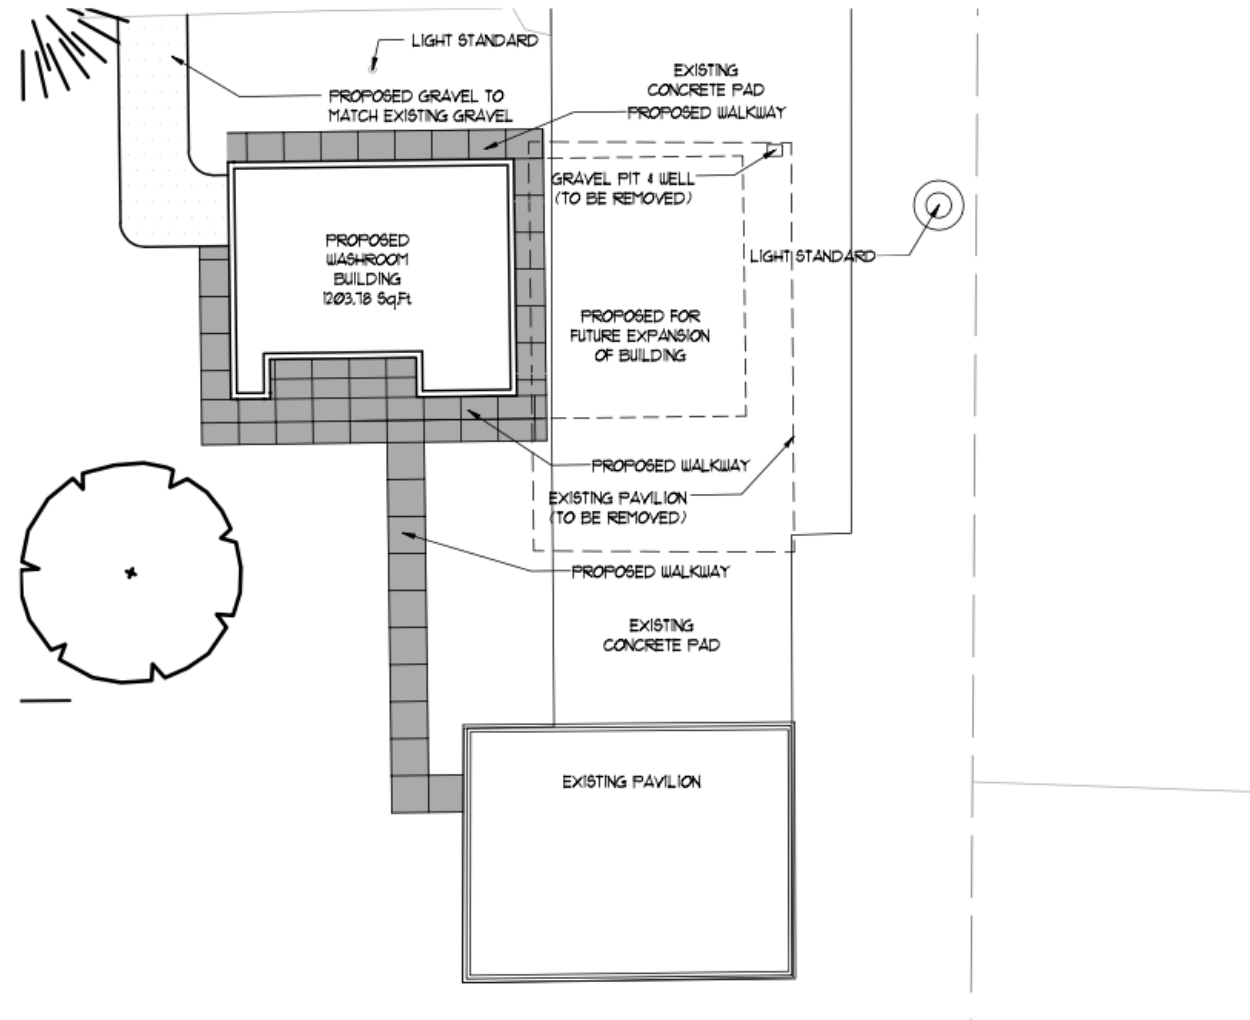 LIGHT STANDARD
PROPOSED GRAVEL TO
MATCH EXISTING GRAVEL
EXISTING
CONCRETE PAD
PROPOSED WALKWAY
GRAVEL PIT & WELL
(TO BE REMOVED)
PROPOSED
WASHROOM
BUILDING
1203.78 Sq.Ft
LIGHT STANDARD
PROPOSED FOR
FUTURE EXPANSION
OF BUILDING
PROPOSED WALKWAY
EXISTING PAVILION
(TO BE REMOVED)
PROPOSED WALKWAY
EXISTING
CONCRETE PAD
EXISTING PAVILION